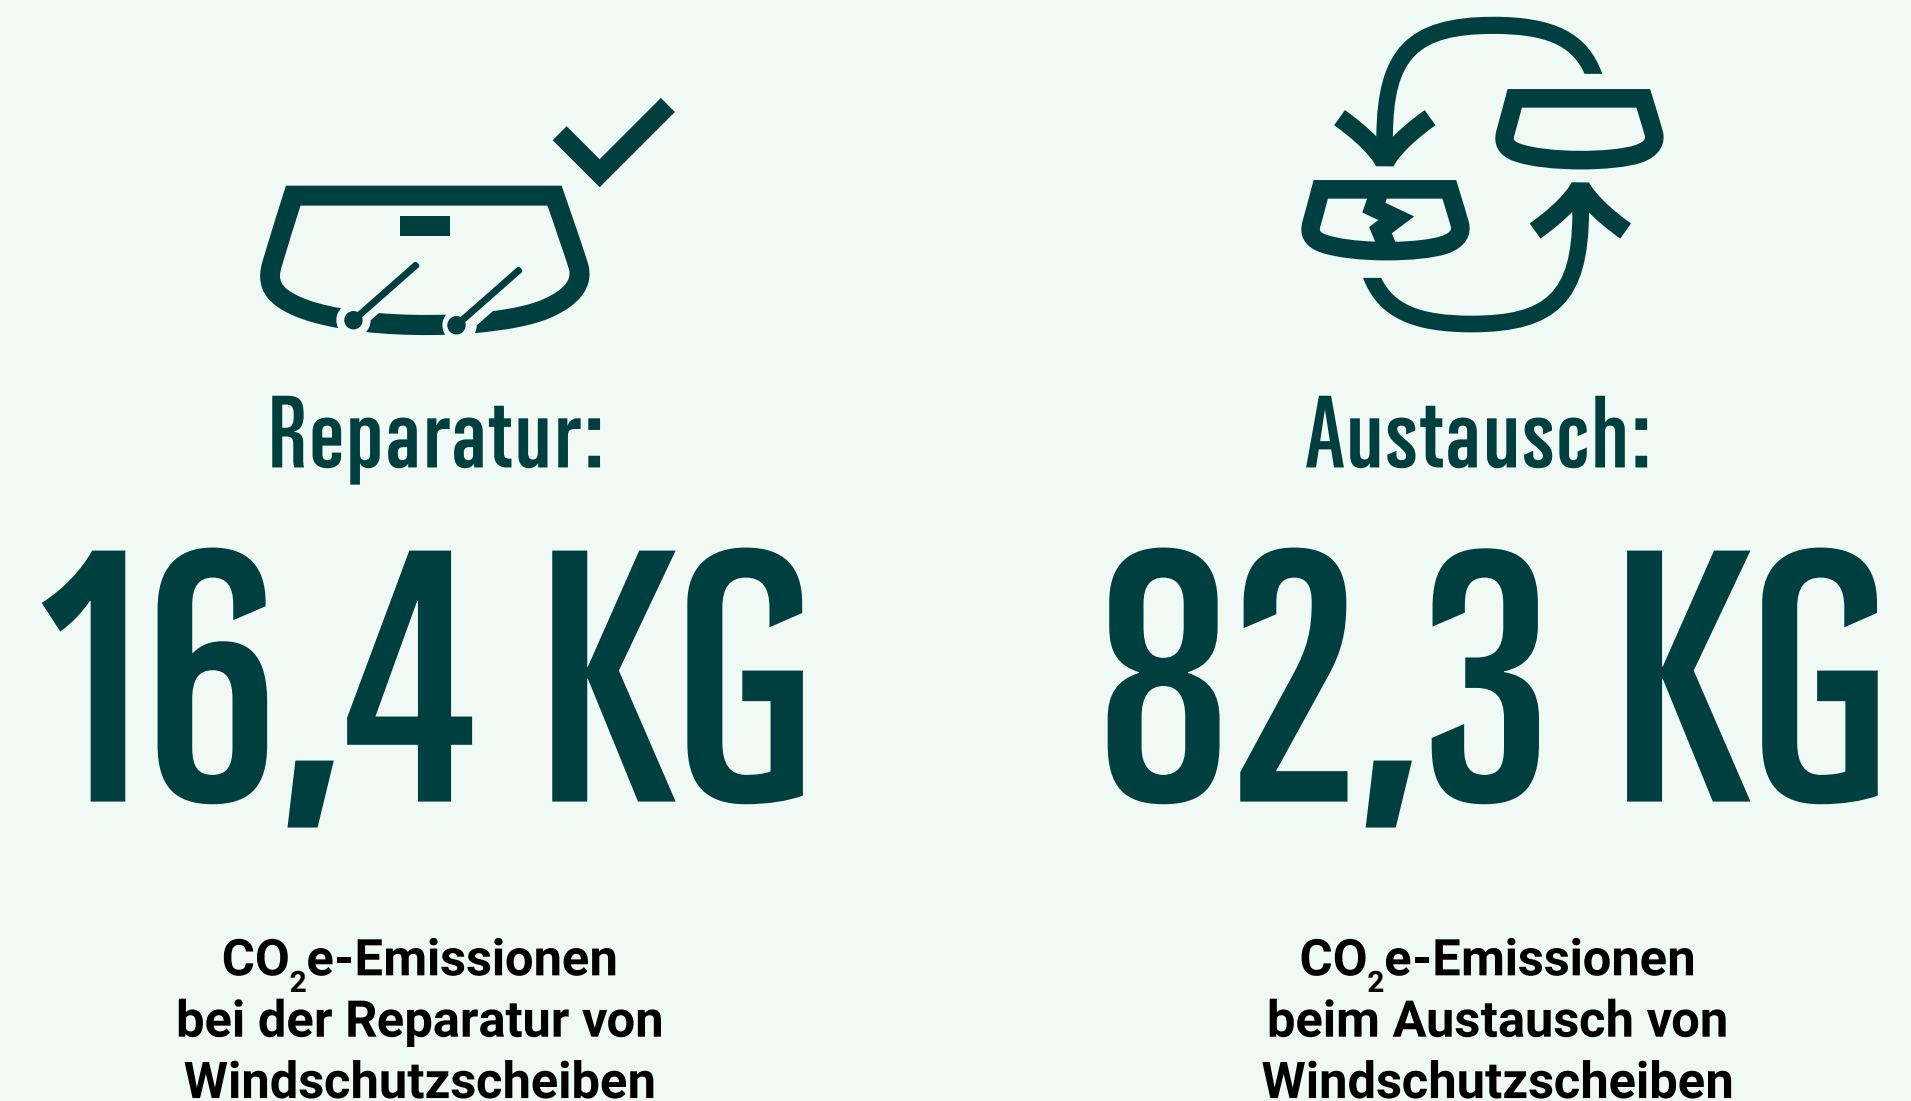 Reparatur:
16,4 KG
CO₂e-Emissionen
bei der Reparatur von
Windschutzscheiben
Austausch:
82,3 KG
CO₂e-Emissionen
beim Austausch von
Windschutzscheiben